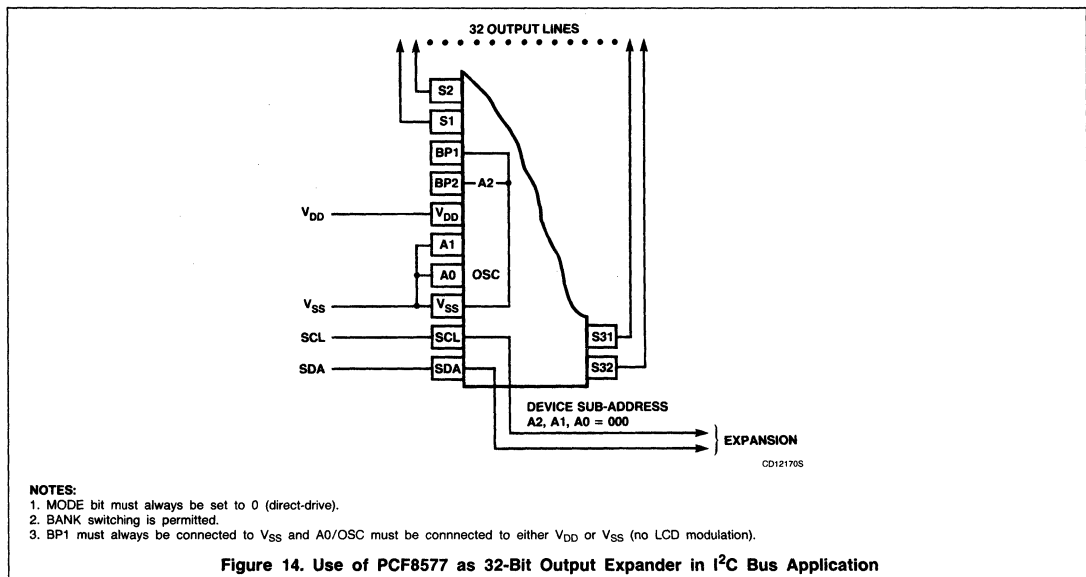 32 OUTPUT LINES
S2
S1
BP1
BP2 A2
VDD VDD
A1
A0 OSC
VSS VSS
SCL SCL
SDA SDA
S31
S32
DEVICE SUB-ADDRESS
A2, A1, A0 = 000
EXPANSION
CD12170S
NOTES:
1. MODE bit must always be set to 0 (direct-drive).
2. BANK switching is permitted.
3. BP1 must always be connected to VSS and A0/OSC must be connnected to either VDD or VSS (no LCD modulation).
Figure 14. Use of PCF8577 as 32-Bit Output Expander in I²C Bus Application